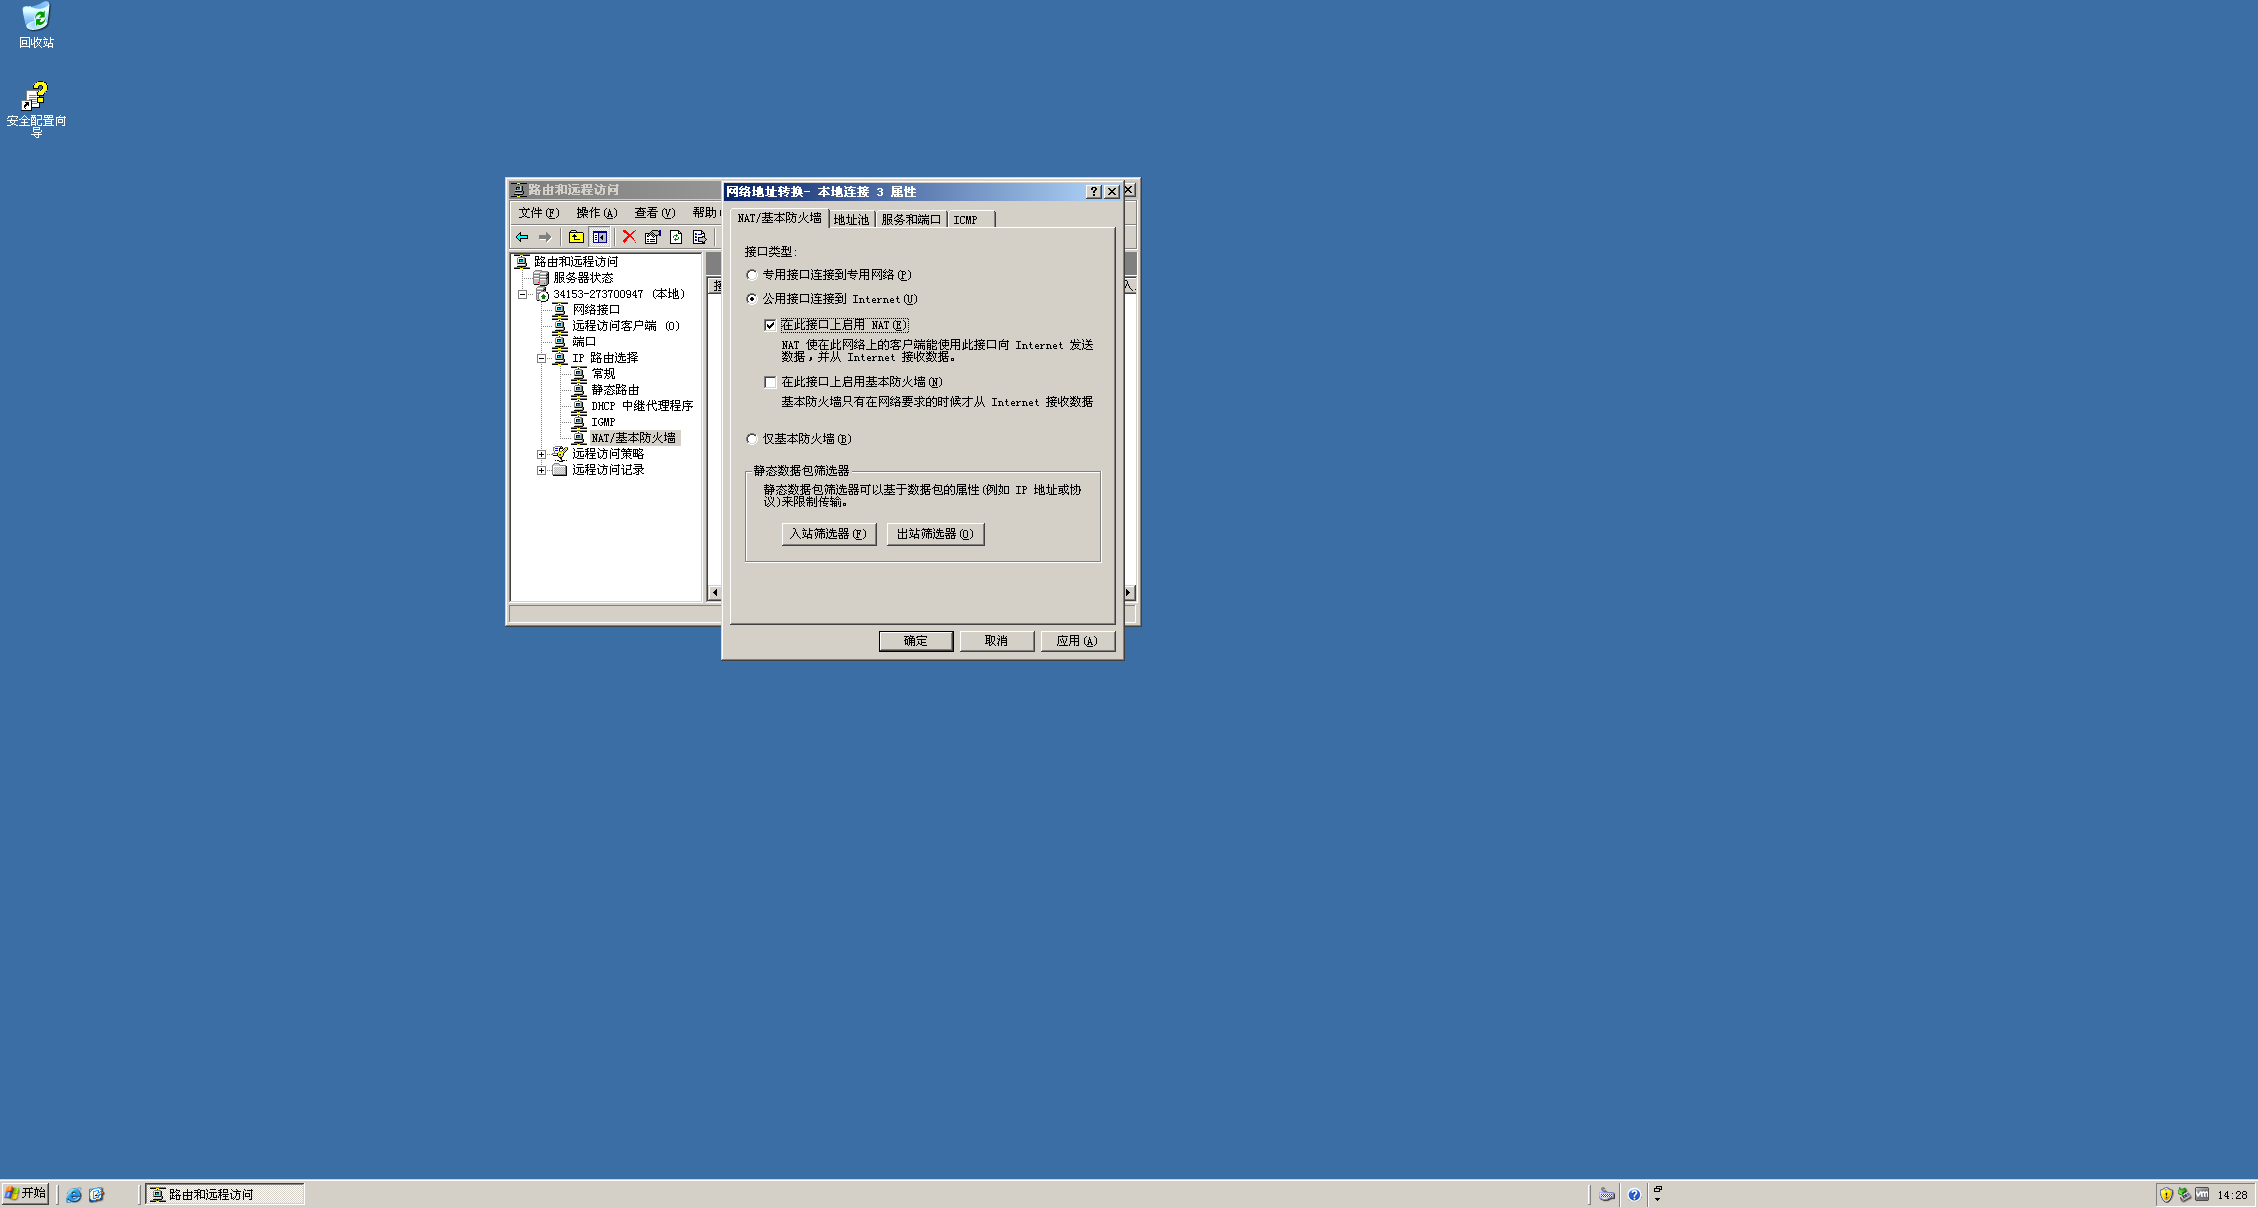 回收站
安全配置向
导
路由和远程访问
文件(F) 操作(A) 查看(V) 帮助
路由和远程访问
服务器状态
34153-273700947 (本地)
网络接口
远程访问客户端 (0)
端口
IP 路由选择
常规
静态路由
DHCP 中继代理程序
IGMP
NAT/基本防火墙
远程访问策略
远程访问记录
网络地址转换- 本地连接 3 属性
NAT/基本防火墙 地址池 服务和端口 ICMP
接口类型:
专用接口连接到专用网络(P)
公用接口连接到 Internet(U)
在此接口上启用 NAT(E)
NAT 使在此网络上的客户端能使用此接口向 Internet 发送
数据，并从 Internet 接收数据。
在此接口上启用基本防火墙(N)
基本防火墙只有在网络要求的时候才从 Internet 接收数据
仅基本防火墙(B)
静态数据包筛选器
静态数据包筛选器可以基于数据包的属性(例如 IP 地址或协
议)来限制传输。
入站筛选器(F) 出站筛选器(O)
确定 取消 应用(A)
开始 路由和远程访问 14:28